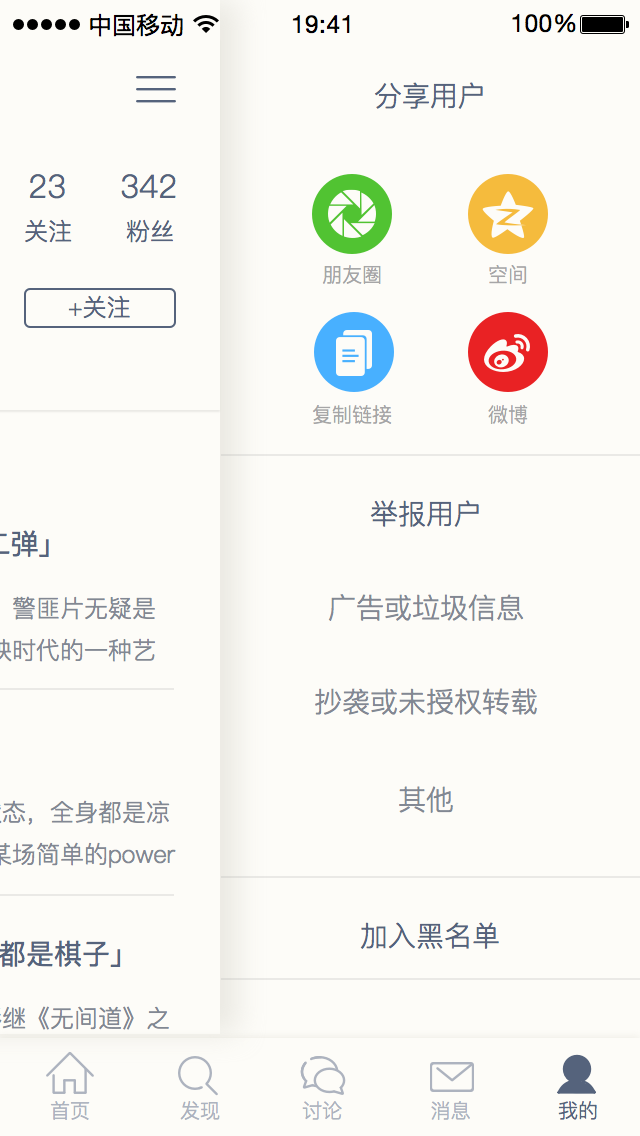 中国移动 19:41 100%
分享用户
23 342
关注 粉丝
+关注
朋友圈 空间
复制链接 微博
弹」
警匪片无疑是
时代的一种艺
态，全身都是凉
某场简单的power
都是棋子」
继《无间道》之
举报用户
广告或垃圾信息
抄袭或未授权转载
其他
加入黑名单
首页 发现 讨论 消息 我的